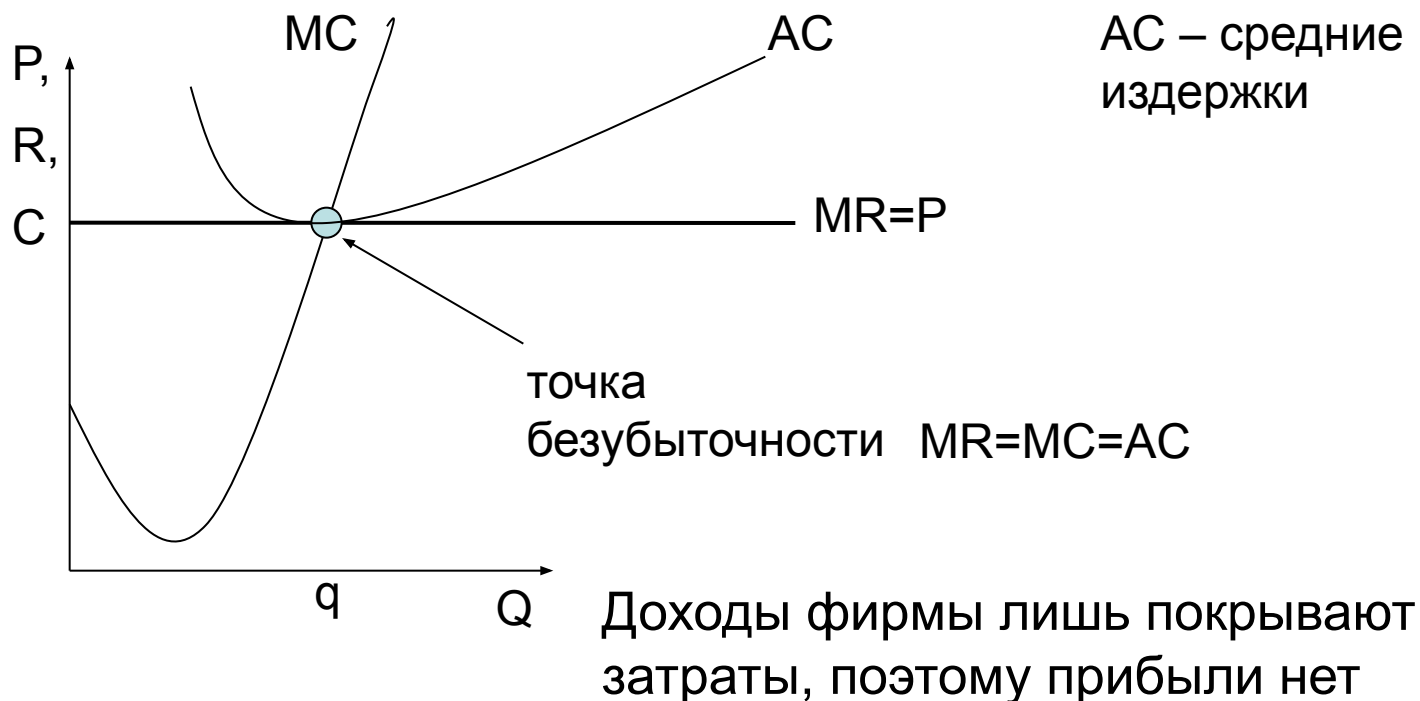 MC
AC
AC – средние
издержки
P,
R,
C
MR=P
точка
безубыточности MR=MC=AC
q
Q
Доходы фирмы лишь покрывают
затраты, поэтому прибыли нет